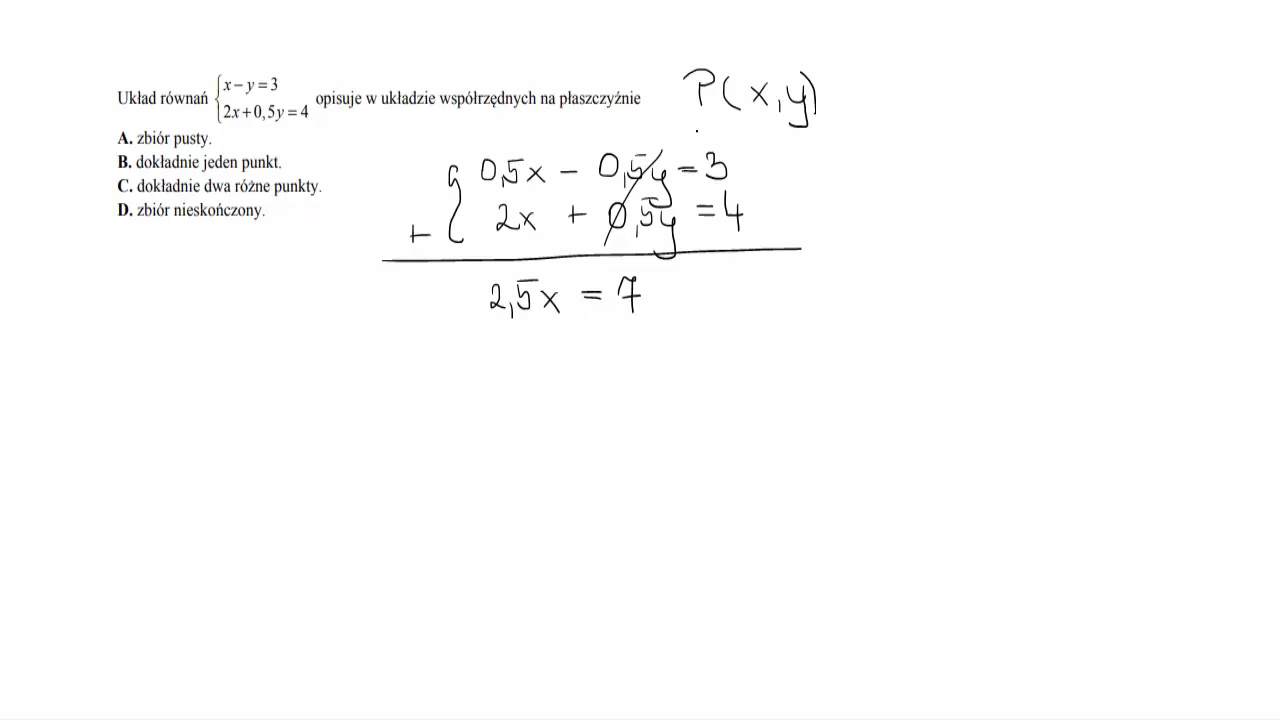 Układ równań { x − y = 3
2x + 0,5y = 4 opisuje w układzie współrzędnych na płaszczyźnie
A. zbiór pusty.
B. dokładnie jeden punkt.
C. dokładnie dwa różne punkty.
D. zbiór nieskończony.
P(x,y)
0,5x − 0,5y = 3
+ { 2x + 0,5y = 4
2,5x = 7